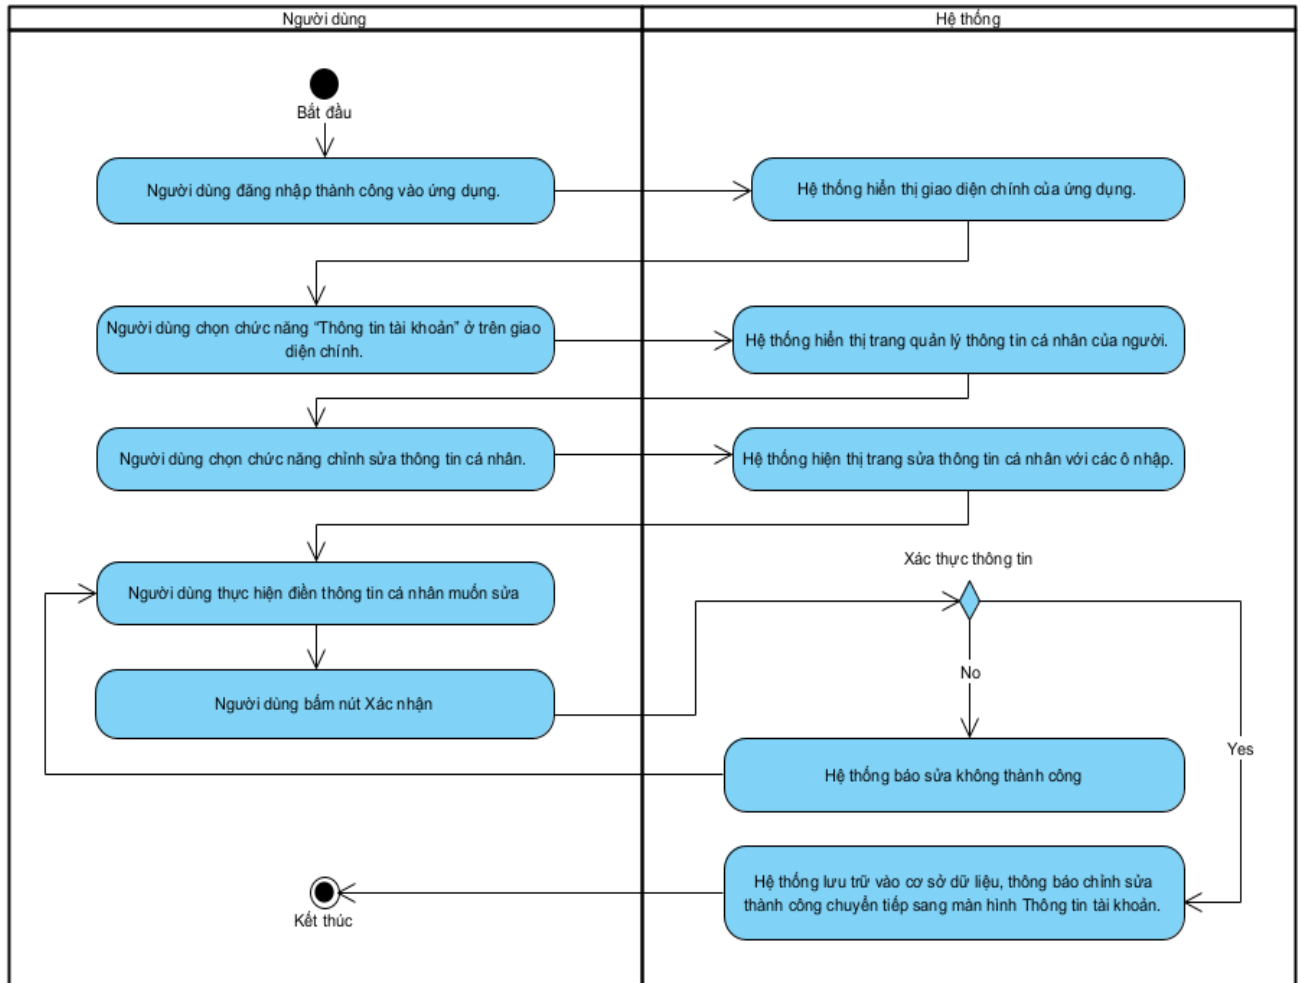 Người dùng
Hệ thống
Bắt đầu
Người dùng đăng nhập thành công vào ứng dụng.
Hệ thống hiển thị giao diện chính của ứng dụng.
Người dùng chọn chức năng “Thông tin tài khoản” ở trên giao
diện chính.
Hệ thống hiển thị trang quản lý thông tin cá nhân của người.
Người dùng chọn chức năng chỉnh sửa thông tin cá nhân.
Hệ thống hiện thị trang sửa thông tin cá nhân với các ô nhập.
Xác thực thông tin
Người dùng thực hiện điền thông tin cá nhân muốn sửa
No
Người dùng bấm nút Xác nhận
Yes
Hệ thống báo sửa không thành công
Hệ thống lưu trữ vào cơ sở dữ liệu, thông báo chỉnh sửa
thành công chuyển tiếp sang màn hình Thông tin tài khoản.
Kết thúc